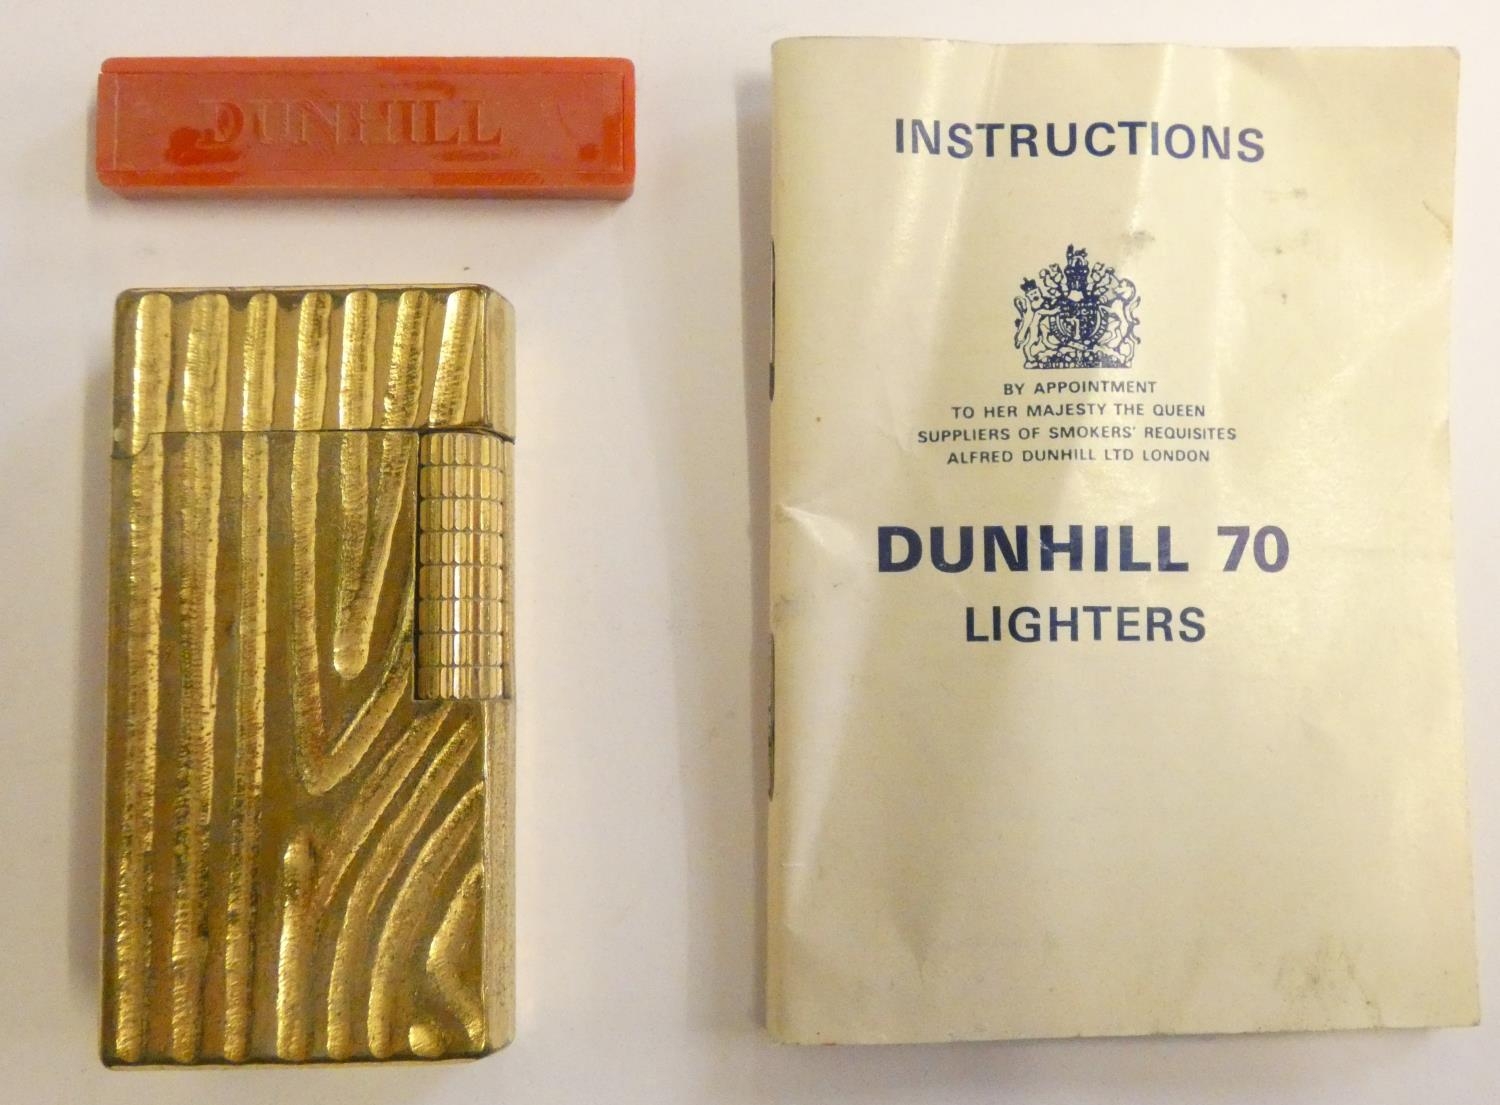 DUNHILL
INSTRUCTIONS
BY APPOINTMENT
TO HER MAJESTY THE QUEEN
SUPPLIERS OF SMOKERS' REQUISITES
ALFRED DUNHILL LTD LONDON
DUNHILL 70
LIGHTERS